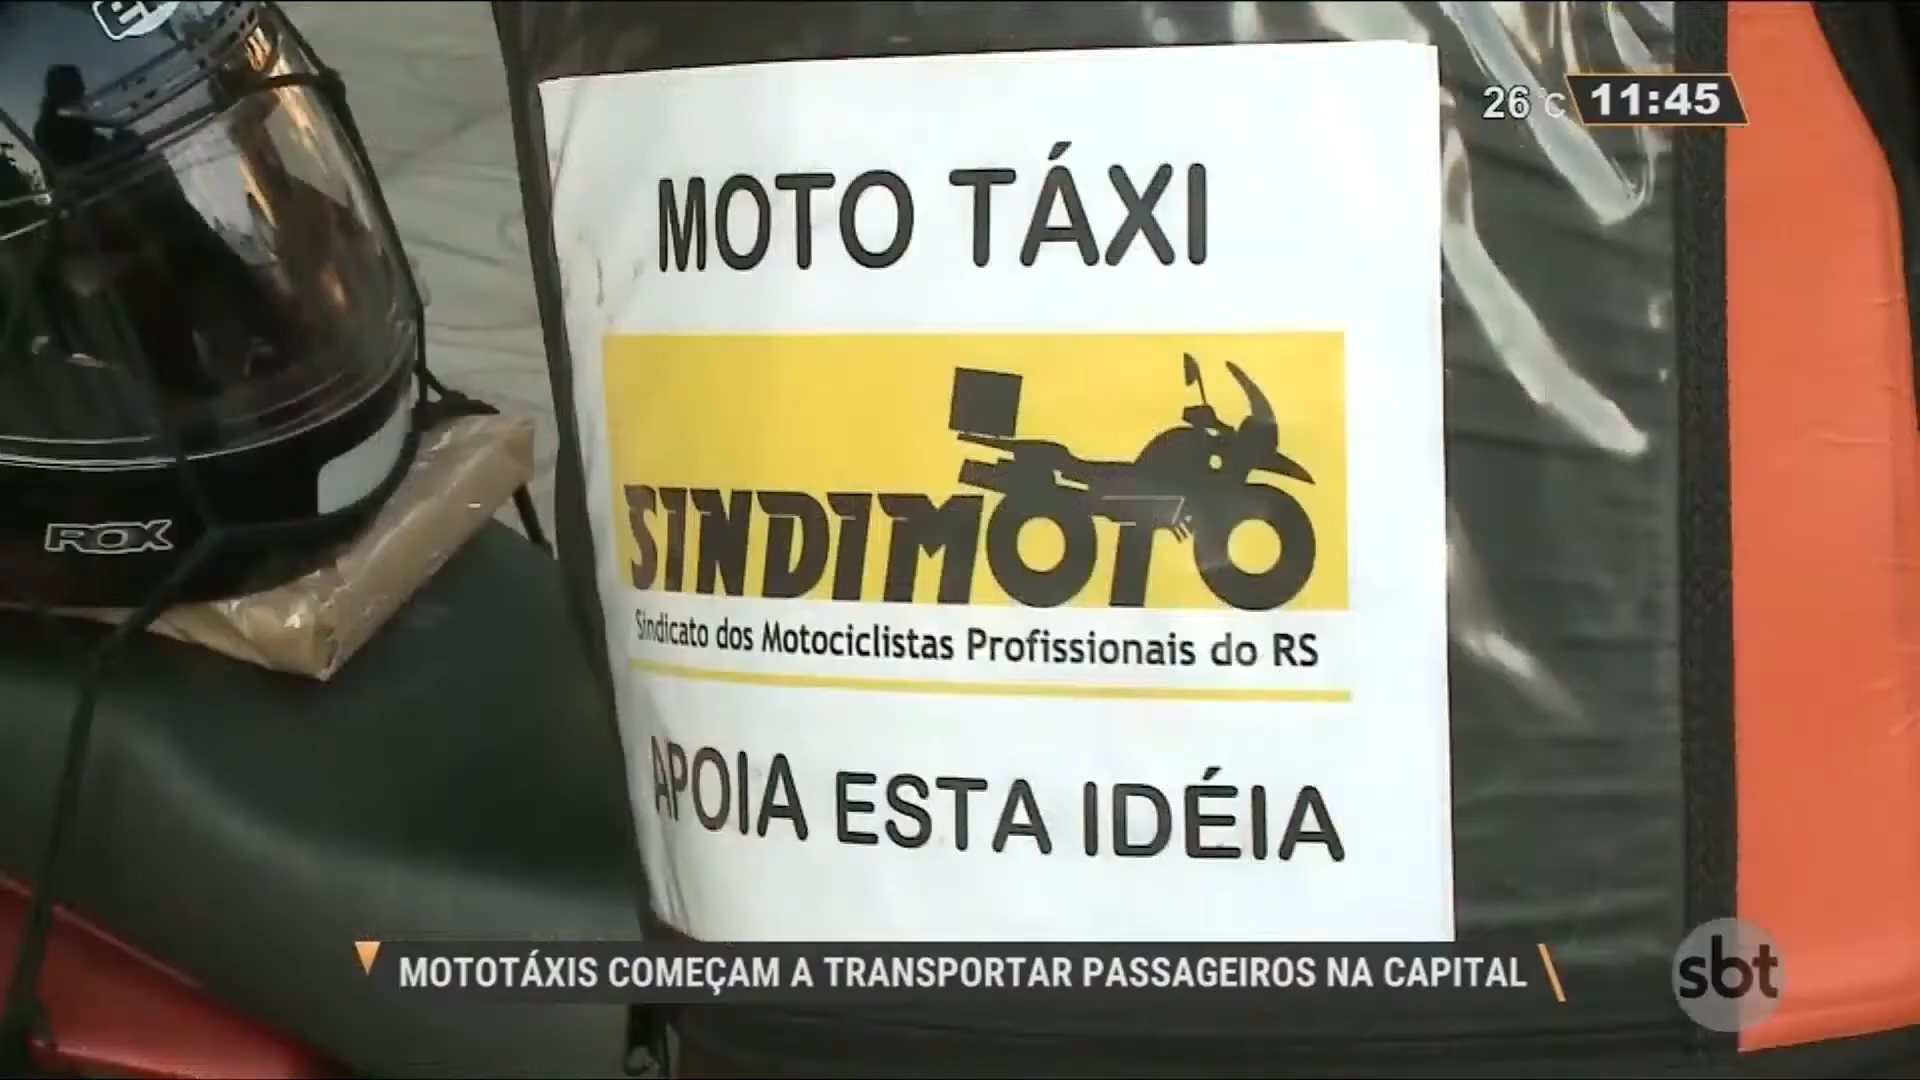 26°C 11:45
MOTO TÁXI
SINDIMOTO
Sindicato dos Motociclistas Profissionais do RS
APOIA ESTA IDÉIA
ROX
MOTOTÁXIS COMEÇAM A TRANSPORTAR PASSAGEIROS NA CAPITAL
sbt